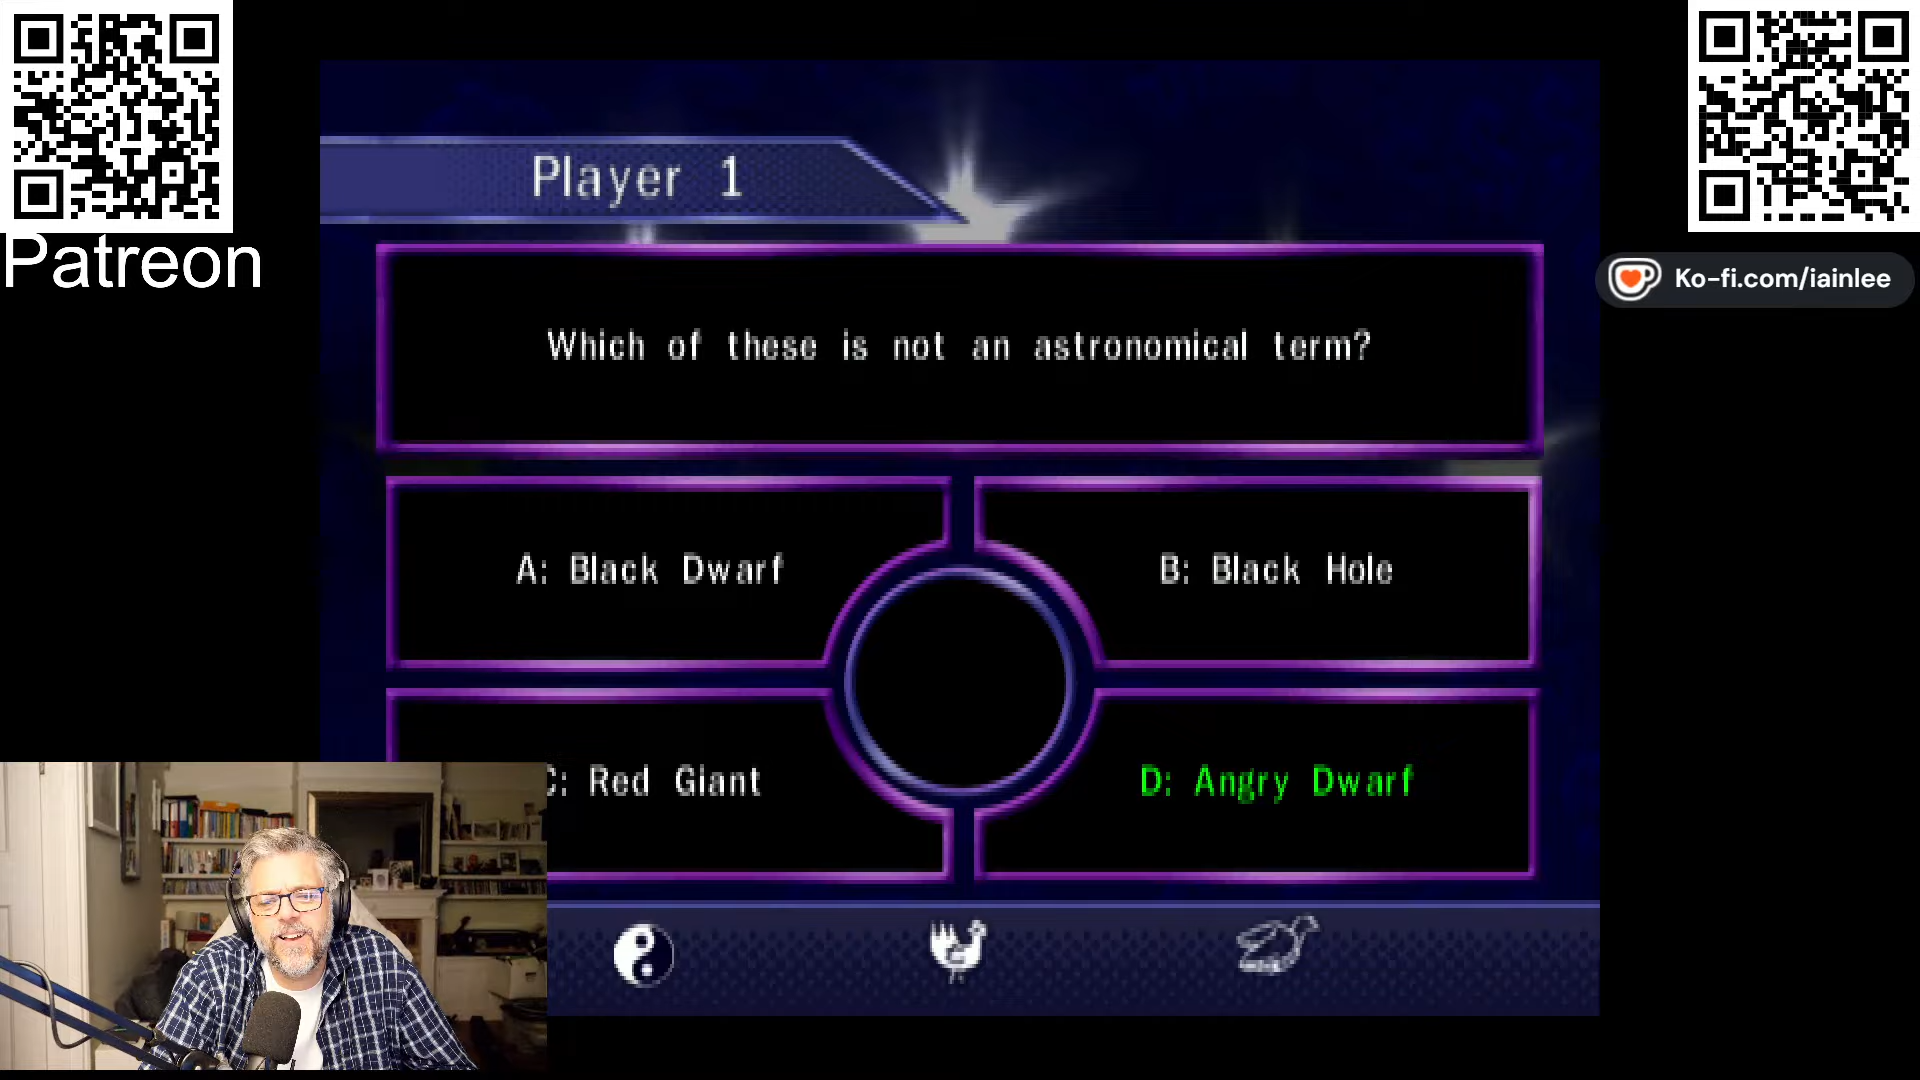 Player 1
Patreon
Ko-fi.com/iainlee
Which of these is not an astronomical term?
A: Black Dwarf
B: Black Hole
C: Red Giant
D: Angry Dwarf